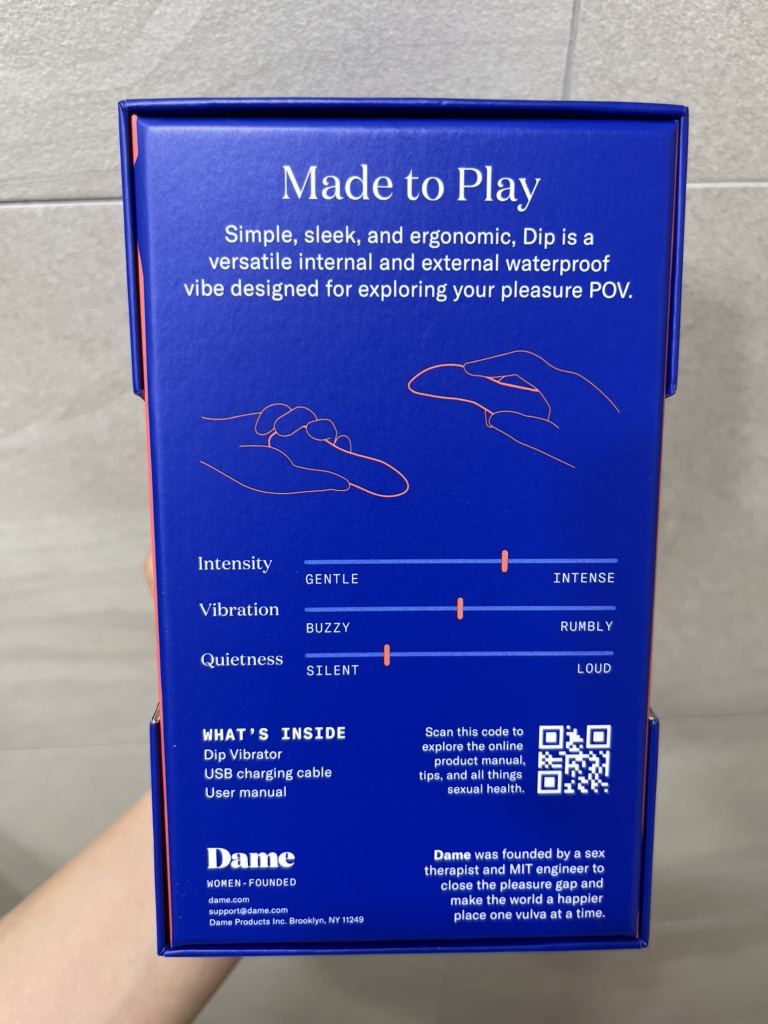 Made to Play
Simple, sleek, and ergonomic, Dip is a
versatile internal and external waterproof
vibe designed for exploring your pleasure POV.
Intensity
GENTLE INTENSE
Vibration
BUZZY RUMBLY
Quietness
SILENT LOUD
WHAT'S INSIDE
Dip Vibrator
USB charging cable
User manual
Scan this code to
explore the online
product manual,
tips, and all things
sexual health.
Dame
WOMEN-FOUNDED
dame.com
support@dame.com
Dame Products Inc. Brooklyn, NY 11249
Dame was founded by a sex
therapist and MIT engineer to
close the pleasure gap and
make the world a happier
place one vulva at a time.